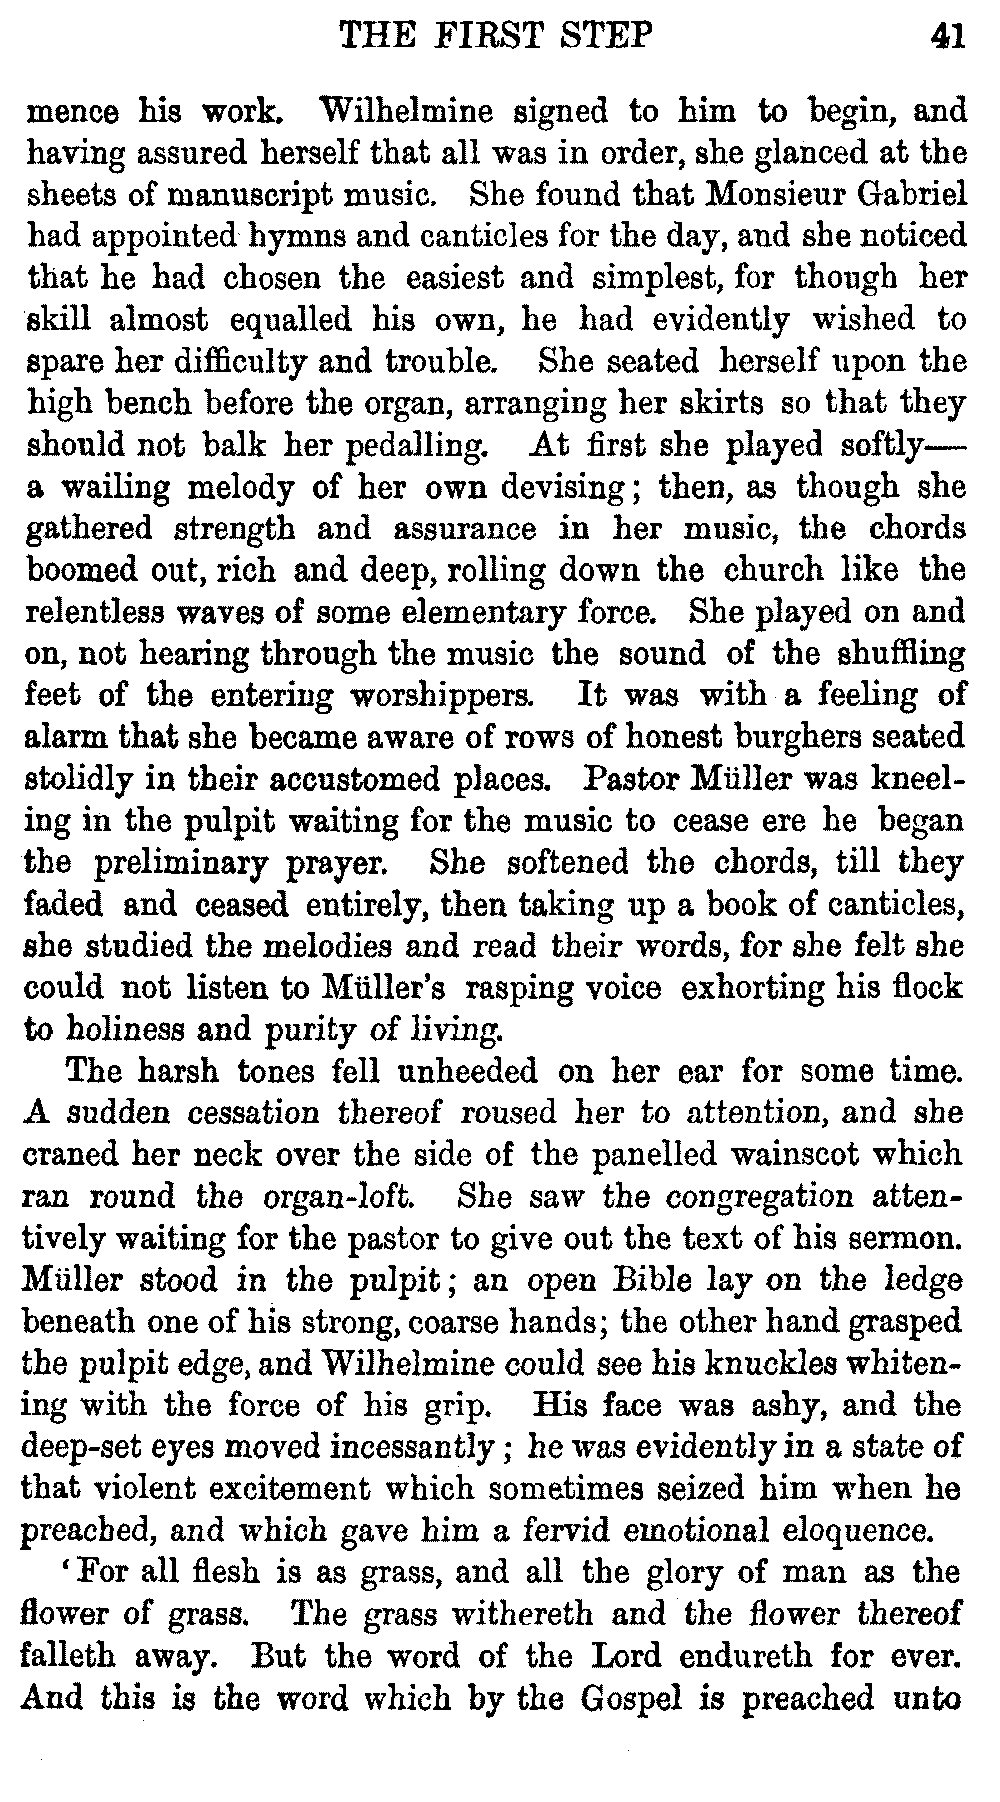 THE FIRST STEP 41
mence his work. Wilhelmine signed to him to begin, and
having assured herself that all was in order, she glanced at the
sheets of manuscript music. She found that Monsieur Gabriel
had appointed hymns and canticles for the day, and she noticed
that he had chosen the easiest and simplest, for though her
skill almost equalled his own, he had evidently wished to
spare her difficulty and trouble. She seated herself upon the
high bench before the organ, arranging her skirts so that they
should not balk her pedalling. At first she played softly—
a wailing melody of her own devising; then, as though she
gathered strength and assurance in her music, the chords
boomed out, rich and deep, rolling down the church like the
relentless waves of some elementary force. She played on and
on, not hearing through the music the sound of the shuffling
feet of the entering worshippers. It was with a feeling of
alarm that she became aware of rows of honest burghers seated
stolidly in their accustomed places. Pastor Müller was kneel-
ing in the pulpit waiting for the music to cease ere he began
the preliminary prayer. She softened the chords, till they
faded and ceased entirely, then taking up a book of canticles,
she studied the melodies and read their words, for she felt she
could not listen to Müller's rasping voice exhorting his flock
to holiness and purity of living.
The harsh tones fell unheeded on her ear for some time.
A sudden cessation thereof roused her to attention, and she
craned her neck over the side of the panelled wainscot which
ran round the organ-loft. She saw the congregation atten-
tively waiting for the pastor to give out the text of his sermon.
Müller stood in the pulpit; an open Bible lay on the ledge
beneath one of his strong, coarse hands; the other hand grasped
the pulpit edge, and Wilhelmine could see his knuckles whiten-
ing with the force of his grip. His face was ashy, and the
deep-set eyes moved incessantly; he was evidently in a state of
that violent excitement which sometimes seized him when he
preached, and which gave him a fervid emotional eloquence.
'For all flesh is as grass, and all the glory of man as the
flower of grass. The grass withereth and the flower thereof
falleth away. But the word of the Lord endureth for ever.
And this is the word which by the Gospel is preached unto